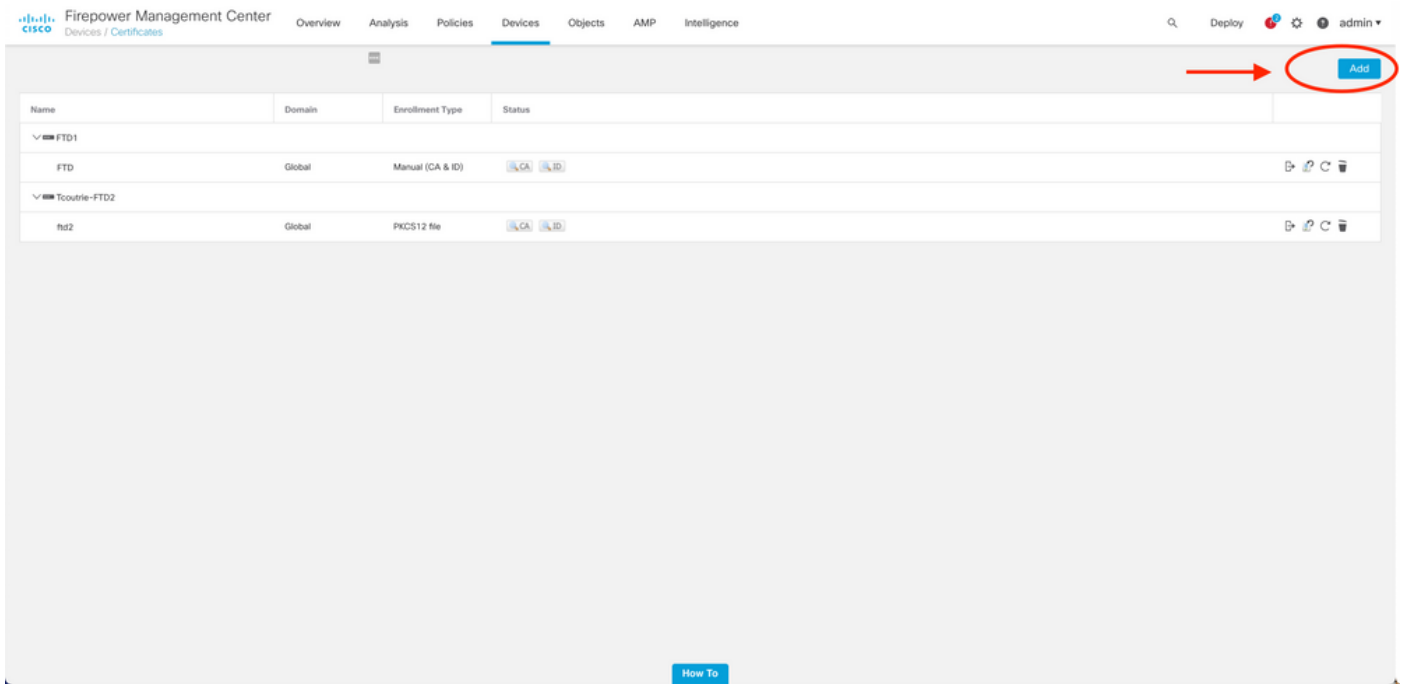 Firepower Management Center
CISCO Devices / Certificates
Overview Analysis Policies Devices Objects AMP Intelligence Deploy 2 admin
Add
Name Domain Enrollment Type Status
FTD1
FTD Global Manual (CA & ID) CA ID
Tcoutrie-FTD2
ftd2 Global PKCS12 file CA ID
How To